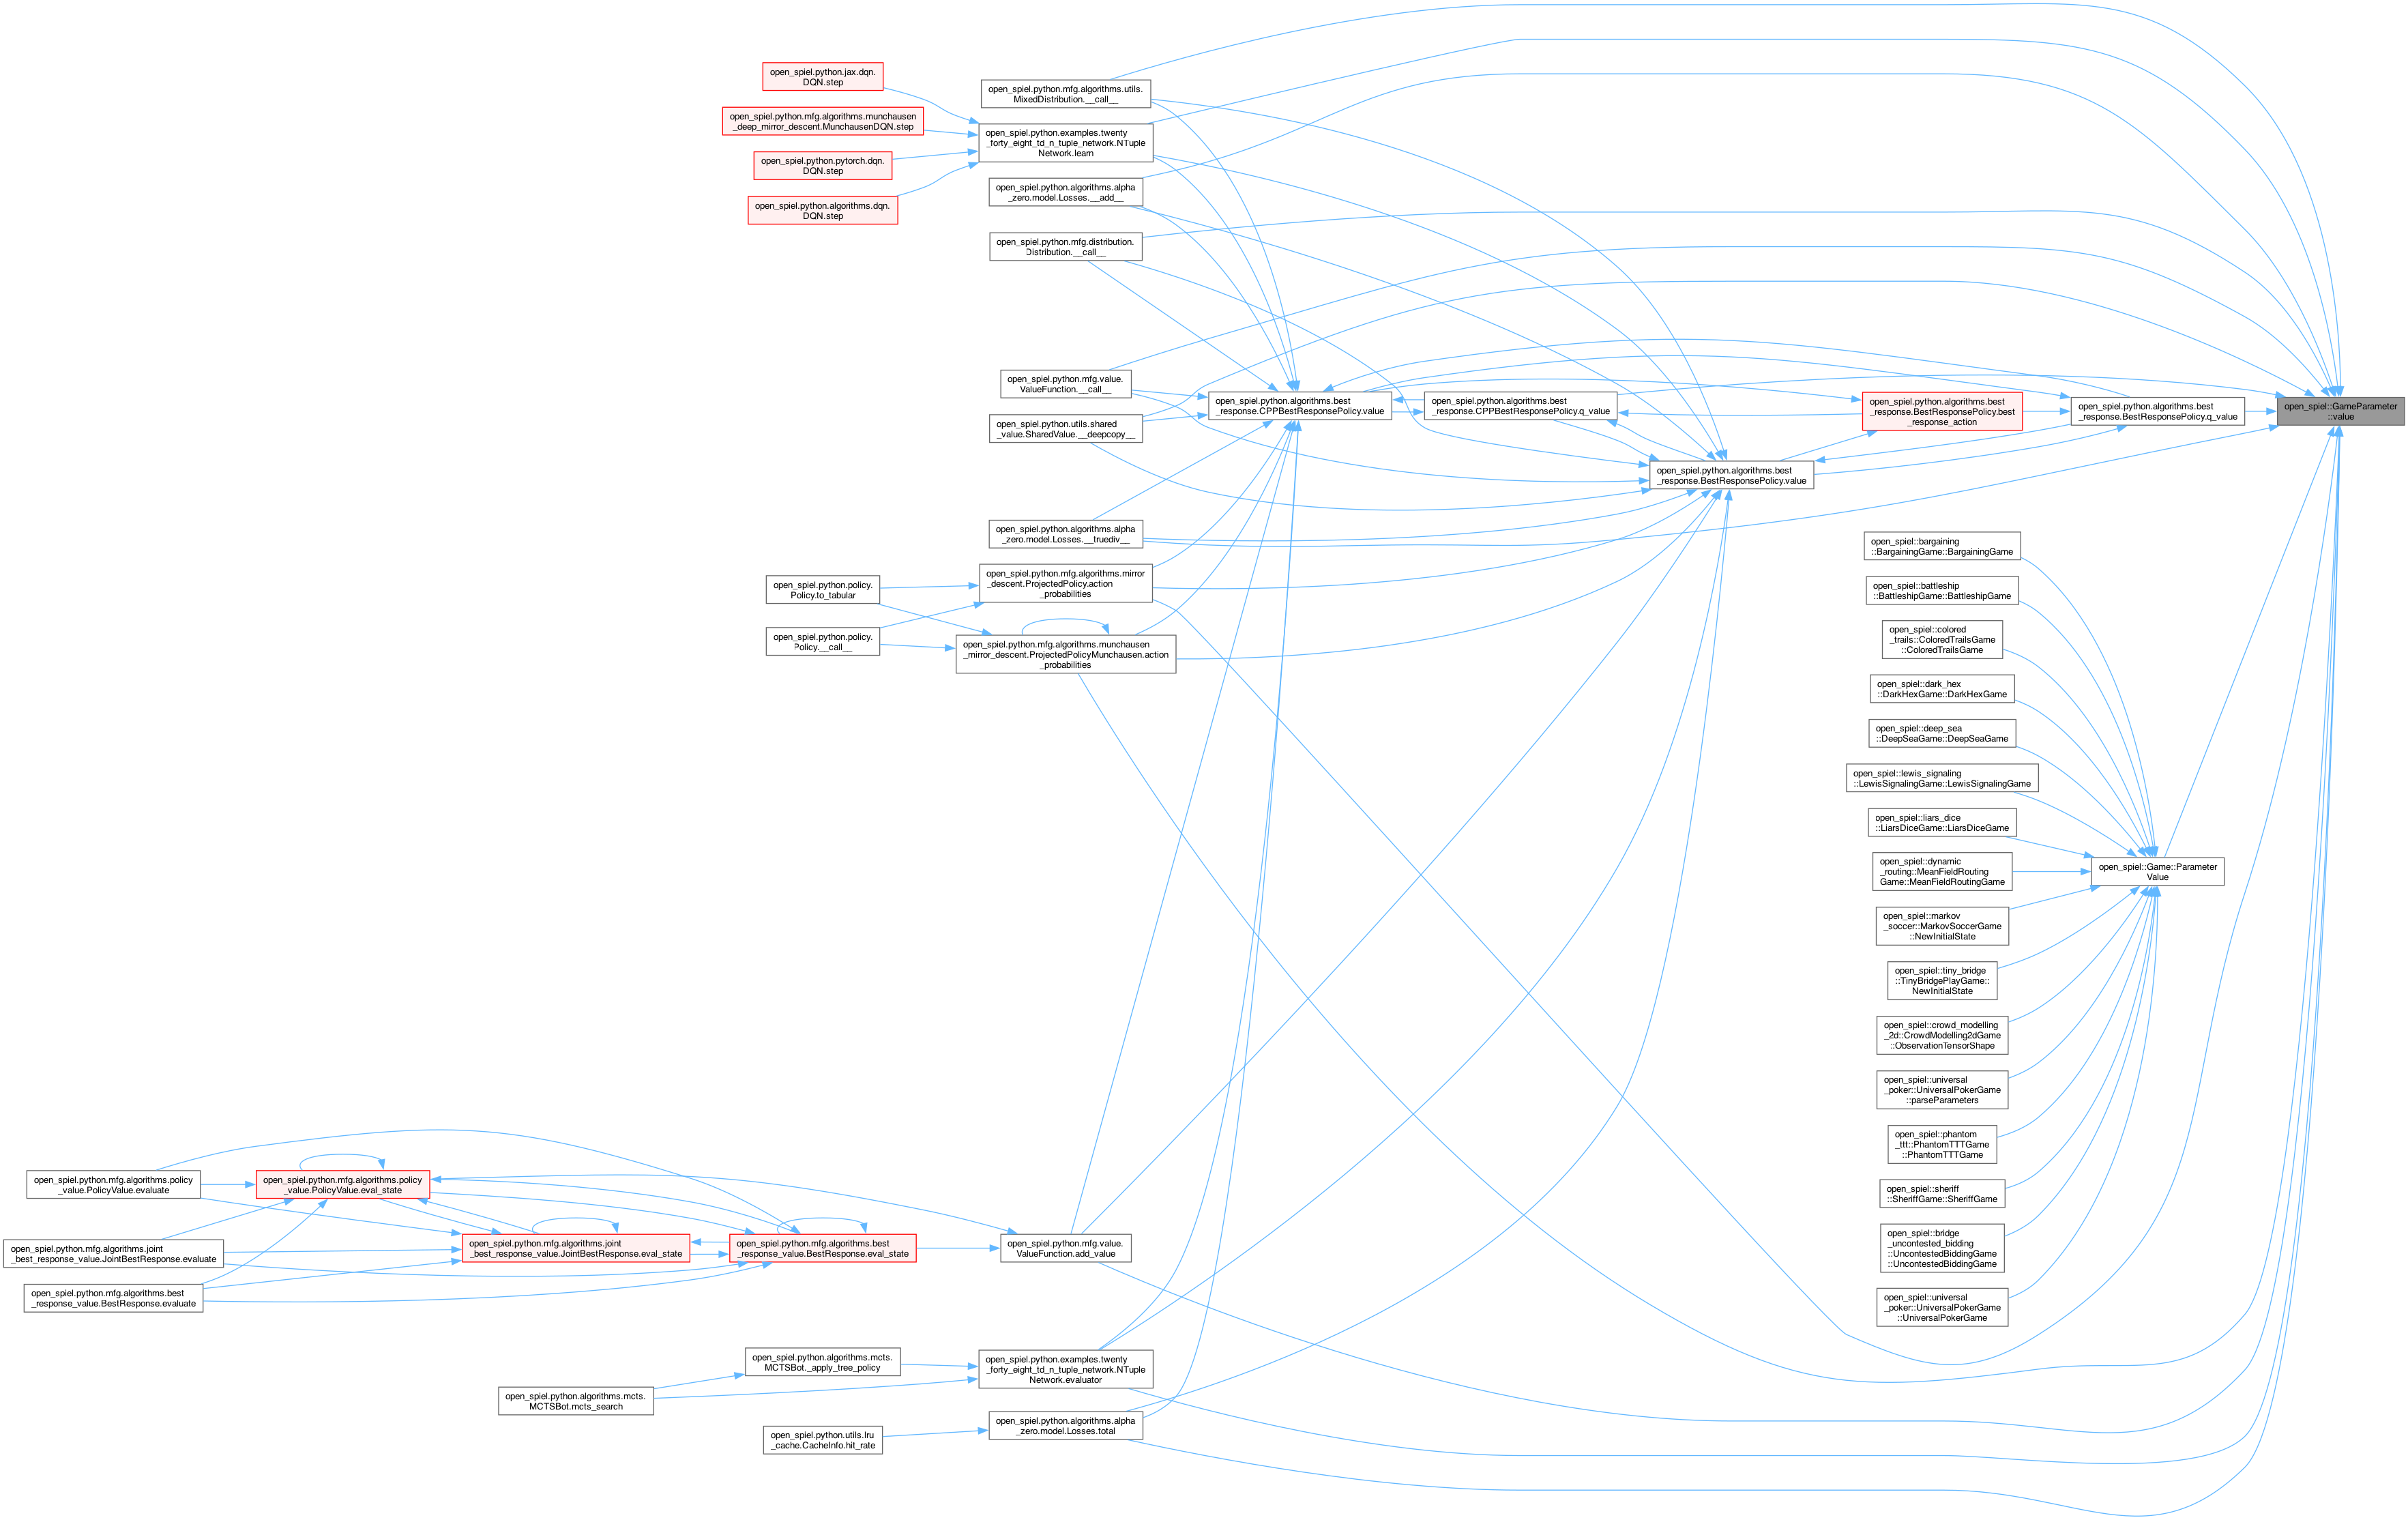 open_spiel.python.jax.dqn.
DQN.step
open_spiel.python.mfg.algorithms.munchausen
_deep_mirror_descent.MunchausenDQN.step
open_spiel.python.pytorch.dqn.
DQN.step
open_spiel.python.algorithms.dqn.
DQN.step
open_spiel.python.mfg.algorithms.utils.
MixedDistribution.__call__
open_spiel.python.examples.twenty
_forty_eight_td_n_tuple_network.NTuple
Network.learn
open_spiel.python.algorithms.alpha
_zero.model.Losses.__add__
open_spiel.python.mfg.distribution.
Distribution.__call__
open_spiel.python.mfg.value.
ValueFunction.__call__
open_spiel.python.utils.shared
_value.SharedValue.__deepcopy__
open_spiel.python.algorithms.best
_response.CPPBestResponsePolicy.value
open_spiel.python.algorithms.best
_response.CPPBestResponsePolicy.q_value
open_spiel.python.algorithms.best
_response.BestResponsePolicy.best
_response_action
open_spiel.python.algorithms.best
_response.BestResponsePolicy.q_value
open_spiel::GameParameter
::value
open_spiel.python.algorithms.best
_response.BestResponsePolicy.value
open_spiel.python.algorithms.alpha
_zero.model.Losses.__truediv__
open_spiel.python.mfg.algorithms.mirror
_descent.ProjectedPolicy.action
_probabilities
open_spiel.python.policy.
Policy.to_tabular
open_spiel.python.policy.
Policy.__call__
open_spiel.python.mfg.algorithms.munchausen
_mirror_descent.ProjectedPolicyMunchausen.action
_probabilities
open_spiel::bargaining
::BargainingGame::BargainingGame
open_spiel::battleship
::BattleshipGame::BattleshipGame
open_spiel::colored
_trails::ColoredTrailsGame
::ColoredTrailsGame
open_spiel::dark_hex
::DarkHexGame::DarkHexGame
open_spiel::deep_sea
::DeepSeaGame::DeepSeaGame
open_spiel::lewis_signaling
::LewisSignalingGame::LewisSignalingGame
open_spiel::liars_dice
::LiarsDiceGame::LiarsDiceGame
open_spiel::dynamic
_routing::MeanFieldRouting
Game::MeanFieldRoutingGame
open_spiel::Game::Parameter
Value
open_spiel::markov
_soccer::MarkovSoccerGame
::NewInitialState
open_spiel::tiny_bridge
::TinyBridgePlayGame::
NewInitialState
open_spiel::crowd_modelling
_2d::CrowdModelling2dGame
::ObservationTensorShape
open_spiel::universal
_poker::UniversalPokerGame
::parseParameters
open_spiel::phantom
_ttt::PhantomTTTGame
::PhantomTTTGame
open_spiel::sheriff
::SheriffGame::SheriffGame
open_spiel::bridge
_uncontested_bidding
::UncontestedBiddingGame
::UncontestedBiddingGame
open_spiel::universal
_poker::UniversalPokerGame
::UniversalPokerGame
open_spiel.python.mfg.algorithms.policy
_value.PolicyValue.evaluate
open_spiel.python.mfg.algorithms.policy
_value.PolicyValue.eval_state
open_spiel.python.mfg.algorithms.joint
_best_response_value.JointBestResponse.evaluate
open_spiel.python.mfg.algorithms.joint
_best_response_value.JointBestResponse.eval_state
open_spiel.python.mfg.algorithms.best
_response_value.BestResponse.eval_state
open_spiel.python.mfg.value.
ValueFunction.add_value
open_spiel.python.mfg.algorithms.best
_response_value.BestResponse.evaluate
open_spiel.python.algorithms.mcts.
MCTSBot._apply_tree_policy
open_spiel.python.examples.twenty
_forty_eight_td_n_tuple_network.NTuple
Network.evaluator
open_spiel.python.algorithms.mcts.
MCTSBot.mcts_search
open_spiel.python.utils.lru
_cache.CacheInfo.hit_rate
open_spiel.python.algorithms.alpha
_zero.model.Losses.total